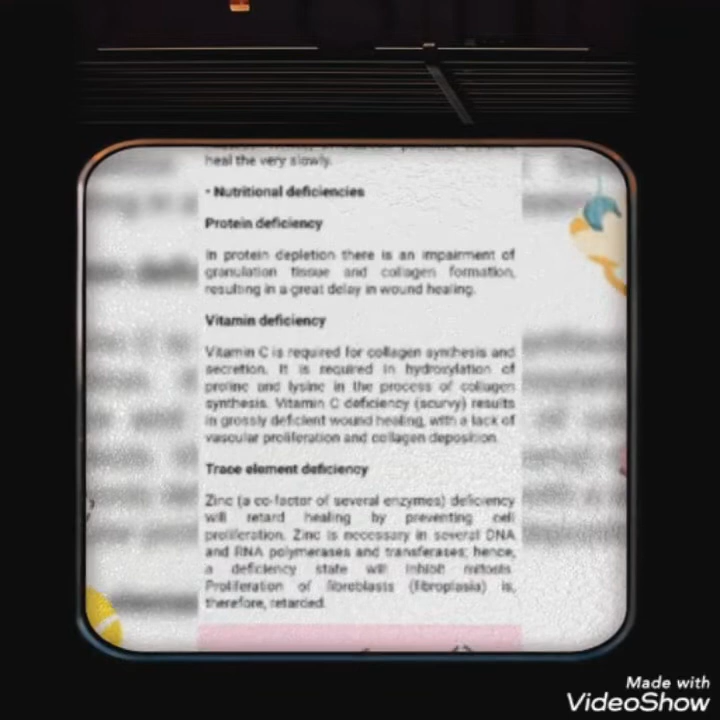 heal the very slowly.
• Nutritional deficiencies
Protein deficiency
In protein depletion there is an impairment of
granulation tissue and collagen formation,
resulting in a great delay in wound healing.
Vitamin deficiency
Vitamin C is required for collagen synthesis and
secretion. It is required in hydroxylation of
proline and lysine in the process of collagen
synthesis. Vitamin C deficiency (scurvy) results
in grossly deficient wound healing, with a lack of
vascular proliferation and collagen deposition.
Trace element deficiency
Zinc (a co-factor of several enzymes) deficiency
will retard healing by preventing cell
proliferation. Zinc is necessary in several DNA
and RNA polymerases and transferases; hence,
a deficiency state will inhibit mitosis.
Proliferation of fibroblasts (fibroplasia) is,
therefore, retarded.
Made with
VideoShow